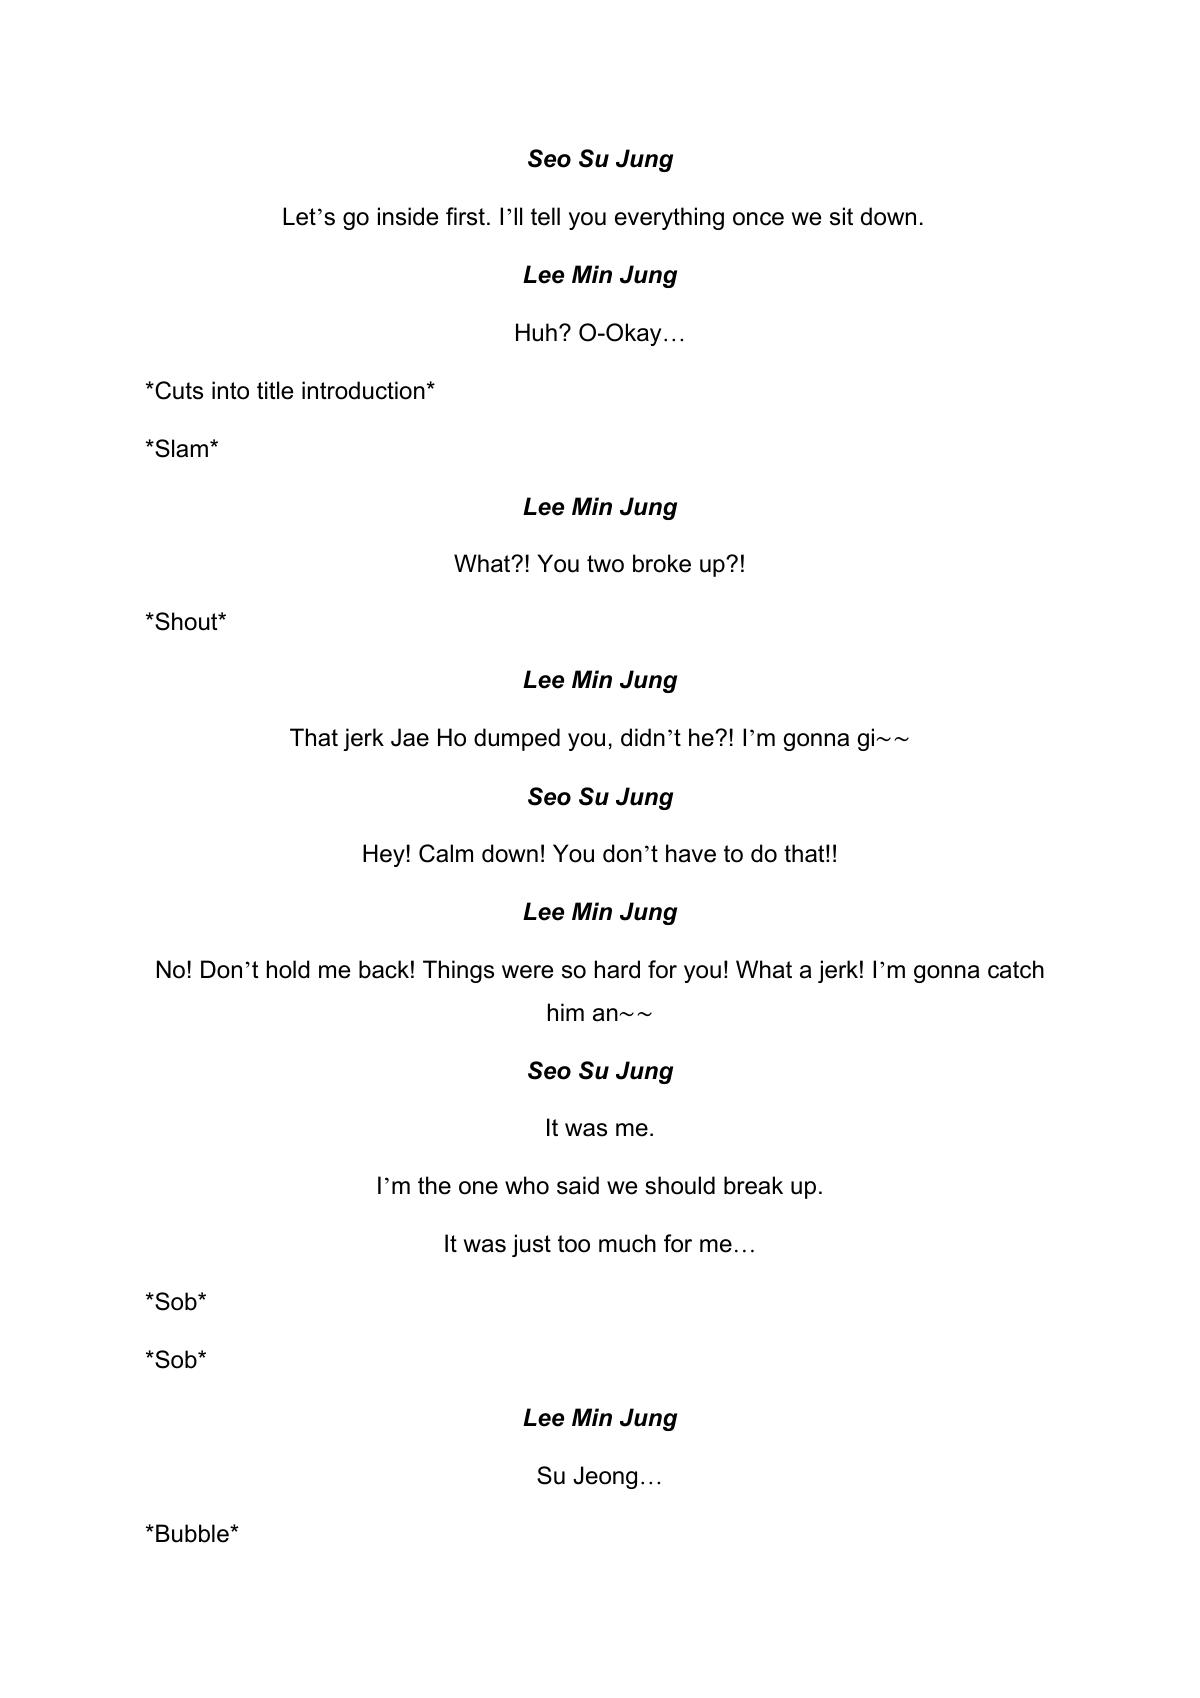 Seo Su Jung
Let’s go inside first. I’ll tell you everything once we sit down.
Lee Min Jung
Huh? O-Okay…
*Cuts into title introduction*
*Slam*
Lee Min Jung
What?! You two broke up?!
*Shout*
Lee Min Jung
That jerk Jae Ho dumped you, didn’t he?! I’m gonna gi~~
Seo Su Jung
Hey! Calm down! You don’t have to do that!!
Lee Min Jung
No! Don’t hold me back! Things were so hard for you! What a jerk! I’m gonna catch
him an~~
Seo Su Jung
It was me.
I’m the one who said we should break up.
It was just too much for me…
*Sob*
*Sob*
Lee Min Jung
Su Jeong…
*Bubble*